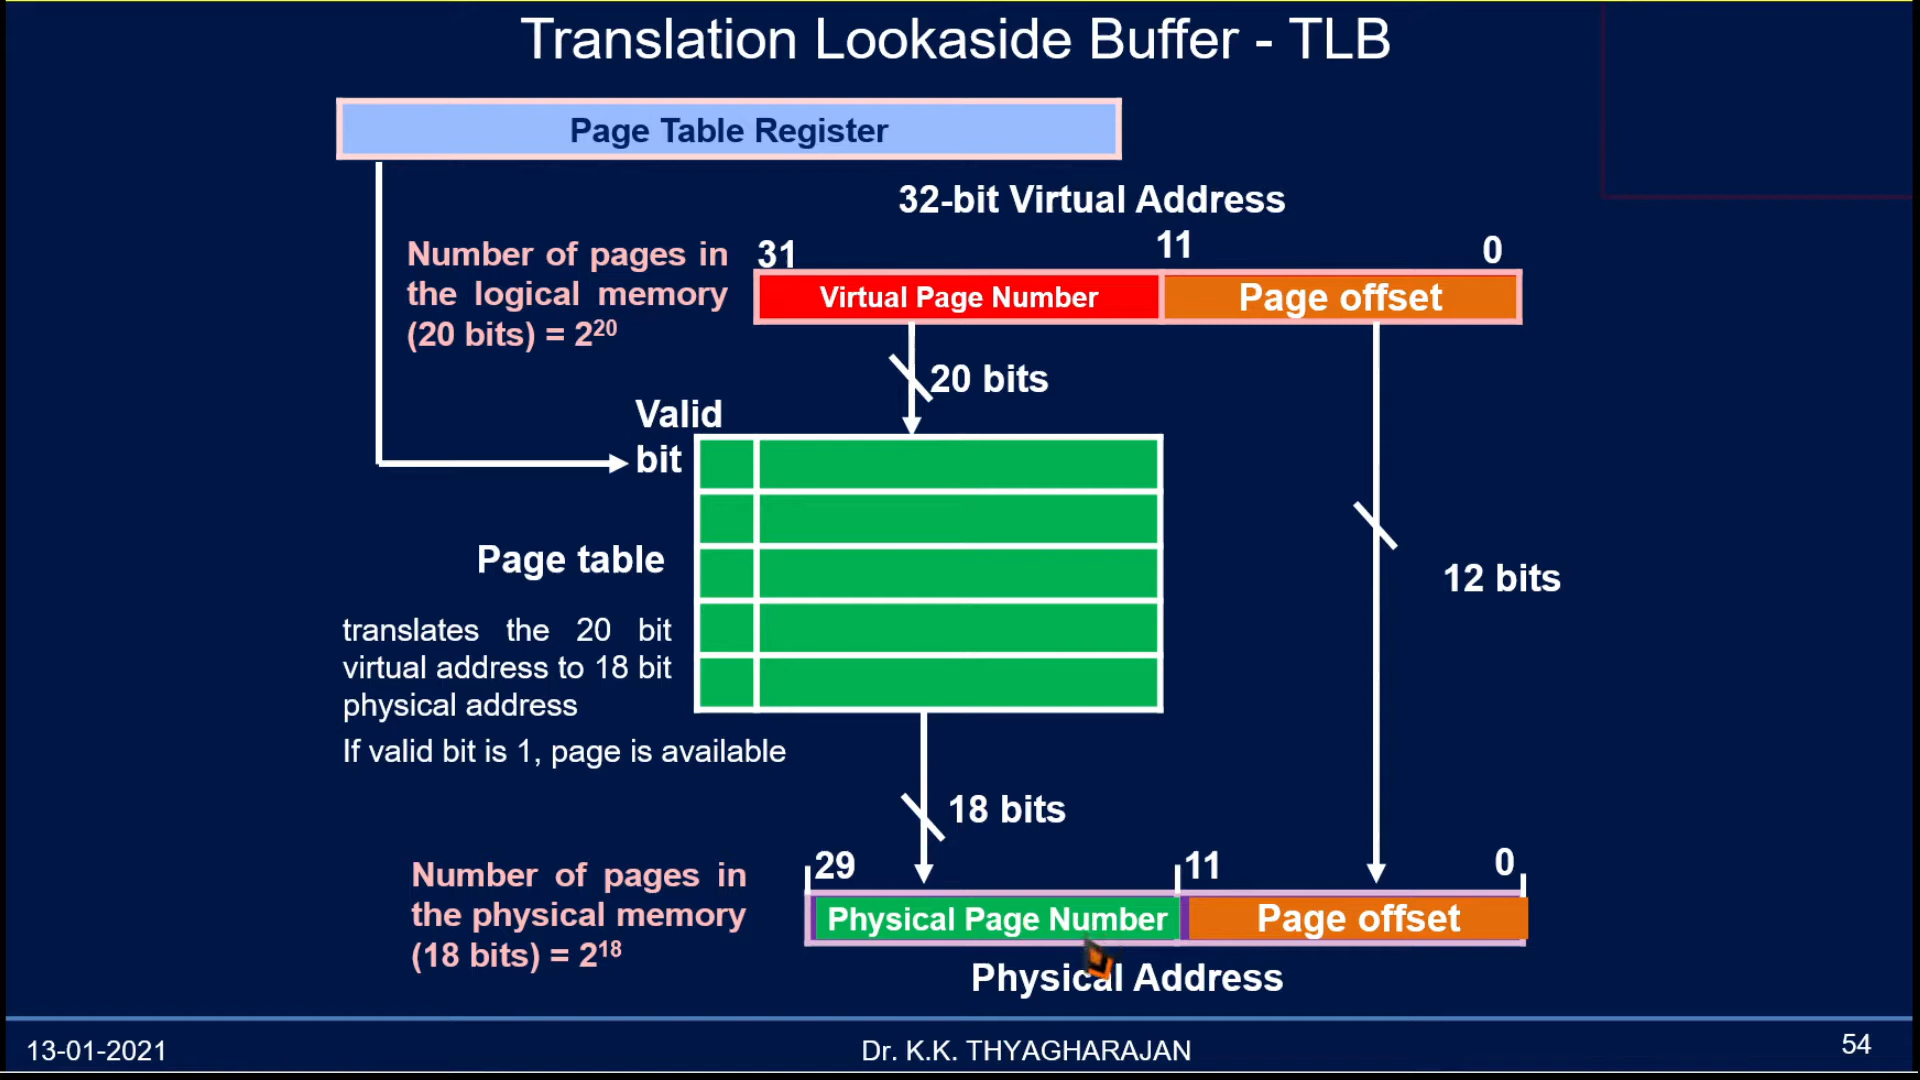 Translation Lookaside Buffer - TLB
Page Table Register
32-bit Virtual Address
Number of pages in
the logical memory
(20 bits) = 2²⁰
31
11
0
Virtual Page Number
Page offset
20 bits
Valid
bit
Page table
translates the 20 bit
virtual address to 18 bit
physical address
If valid bit is 1, page is available
12 bits
18 bits
Number of pages in
the physical memory
(18 bits) = 2¹⁸
29
11
0
Physical Page Number
Page offset
Physical Address
13-01-2021
Dr. K.K. THYAGHARAJAN
54